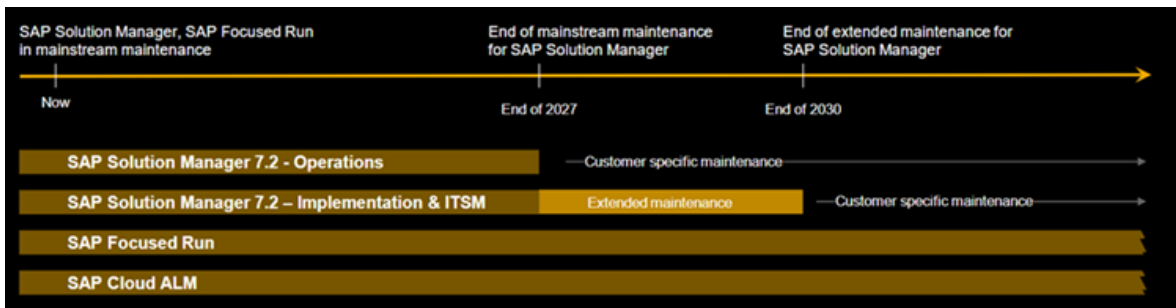 SAP Solution Manager, SAP Focused Run
in mainstream maintenance
End of mainstream maintenance
for SAP Solution Manager
End of extended maintenance for
SAP Solution Manager
Now
End of 2027
End of 2030
SAP Solution Manager 7.2 - Operations
Customer specific maintenance
SAP Solution Manager 7.2 – Implementation & ITSM
Extended maintenance
Customer specific maintenance
SAP Focused Run
SAP Cloud ALM